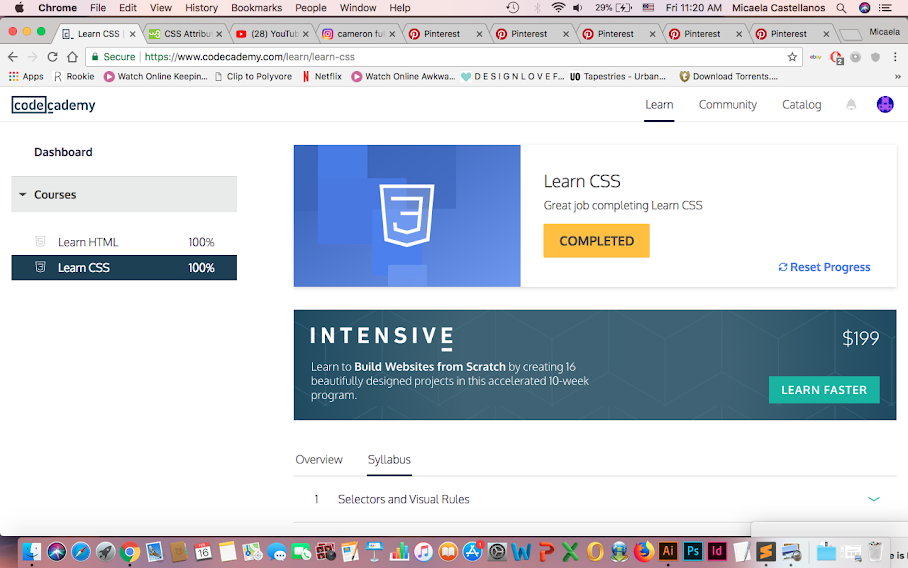 Chrome File Edit View History Bookmarks People Window Help 29% Fri 11:20 AM Micaela Castellanos
Learn CSS CSS Attribu (28) YouTub cameron ful Pinterest Pinterest Pinterest Pinterest Pinterest Micaela
Secure https://www.codecademy.com/learn/learn-css
Apps Rookie Watch Online Keepin... Clip to Polyvore Netflix Watch Online Awkwa... D E S I G N L O V E F... UO Tapestries - Urban... Download Torrents....
codecademy Learn Community Catalog
Dashboard
Courses
Learn HTML 100%
Learn CSS 100%
Learn CSS
Great job completing Learn CSS
COMPLETED
Reset Progress
INTENSIVE
$199
Learn to Build Websites from Scratch by creating 16
beautifully designed projects in this accelerated 10-week
program.
LEARN FASTER
Overview Syllabus
1 Selectors and Visual Rules
16 Ai Ps Id
e is I